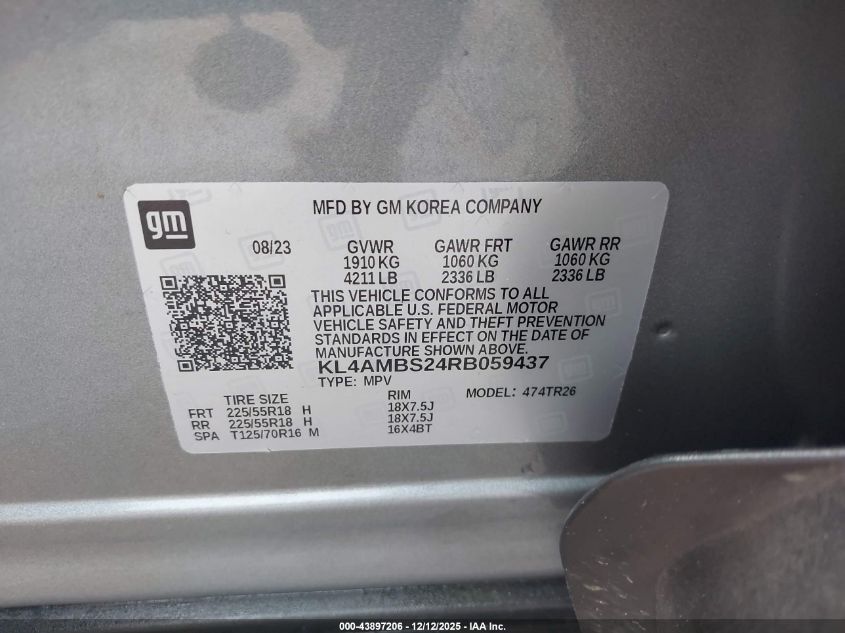 gm
MFD BY GM KOREA COMPANY
08/23 GVWR GAWR FRT GAWR RR
1910 KG 1060 KG 1060 KG
4211 LB 2336 LB 2336 LB
THIS VEHICLE CONFORMS TO ALL
APPLICABLE U.S. FEDERAL MOTOR
VEHICLE SAFETY AND THEFT PREVENTION
STANDARDS IN EFFECT ON THE DATE OF
MANUFACTURE SHOWN ABOVE.
KL4AMBS24RB059437
TYPE: MPV MODEL: 474TR26
TIRE SIZE RIM
FRT 225/55R18 H 18X7.5J
RR 225/55R18 H 18X7.5J
SPA T125/70R16 M 16X4BT
000-43897206 - 12/12/2025 - IAA Inc.